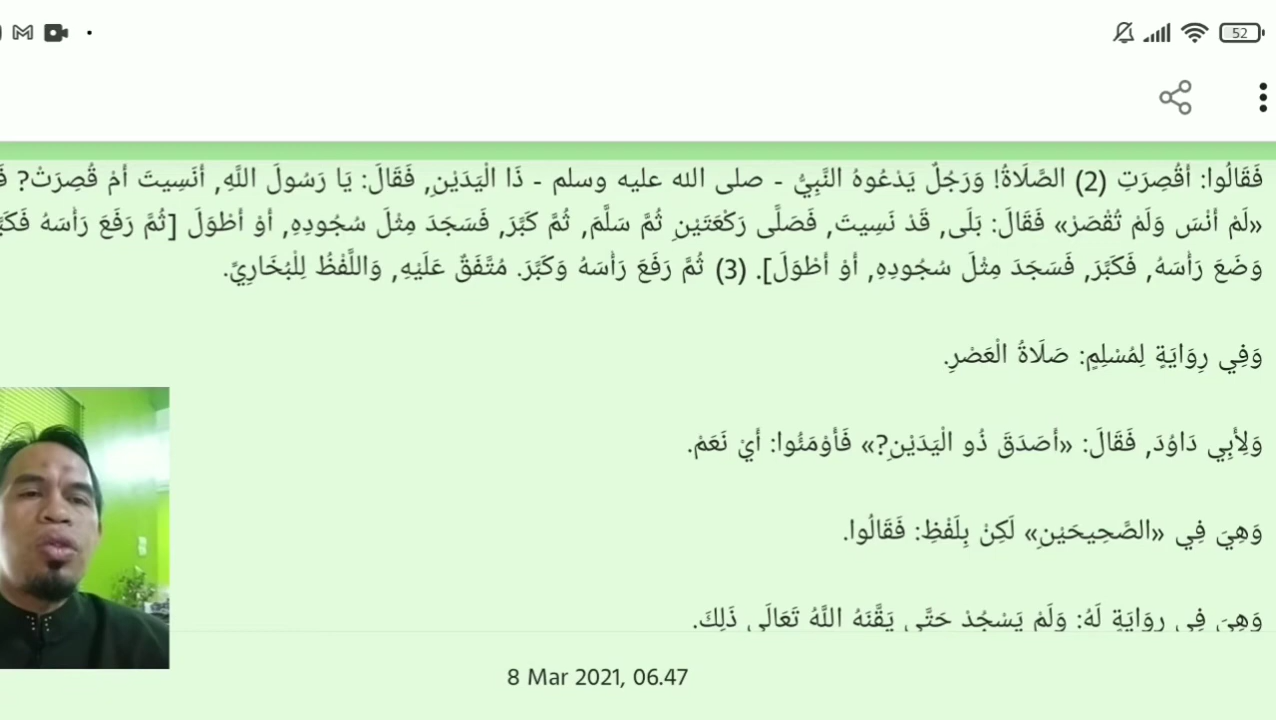 52
فَقَالُوا: أَقُصِرَتِ (2) الصَّلَاةُ! وَرَجُلٌ يَدْعُوهُ النَّبِيُّ - صلى الله عليه وسلم - ذَا الْيَدَيْنِ, فَقَالَ: يَا رَسُولَ اللَّهِ, أَنَسِيتَ أَمْ قُصِرَتْ?
«لَمْ أَنْسَ وَلَمْ تُقْصَرْ» فَقَالَ: بَلَى, قَدْ نَسِيتَ, فَصَلَّى رَكْعَتَيْنِ ثُمَّ سَلَّمَ, ثُمَّ كَبَّرَ, فَسَجَدَ مِثْلَ سُجُودِهِ, أَوْ أَطْوَلَ [ثُمَّ رَفَعَ رَأْسَهُ
وَضَعَ رَأْسَهُ, فَكَبَّرَ, فَسَجَدَ مِثْلَ سُجُودِهِ, أَوْ أَطْوَلَ]. (3) ثُمَّ رَفَعَ رَأْسَهُ وَكَبَّرَ. مُتَّفَقٌ عَلَيْهِ, وَاللَّفْظُ لِلْبُخَارِيِّ.
وَفِي رِوَايَةٍ لِمُسْلِمٍ: صَلَاةُ الْعَصْرِ.
وَلِأَبِي دَاوُدَ, فَقَالَ: «أَصَدَقَ ذُو الْيَدَيْنِ?» فَأَوْمَئُوا: أَيْ نَعَمْ.
وَهِيَ فِي «الصَّحِيحَيْنِ» لَكِنْ بِلَفْظِ: فَقَالُوا.
وَهِيَ فِي رِوَايَةٍ لَهُ: وَلَمْ يَسْجُدْ حَتَّى يَقَّنَهُ اللَّهُ تَعَالَى ذَلِكَ.
8 Mar 2021, 06.47